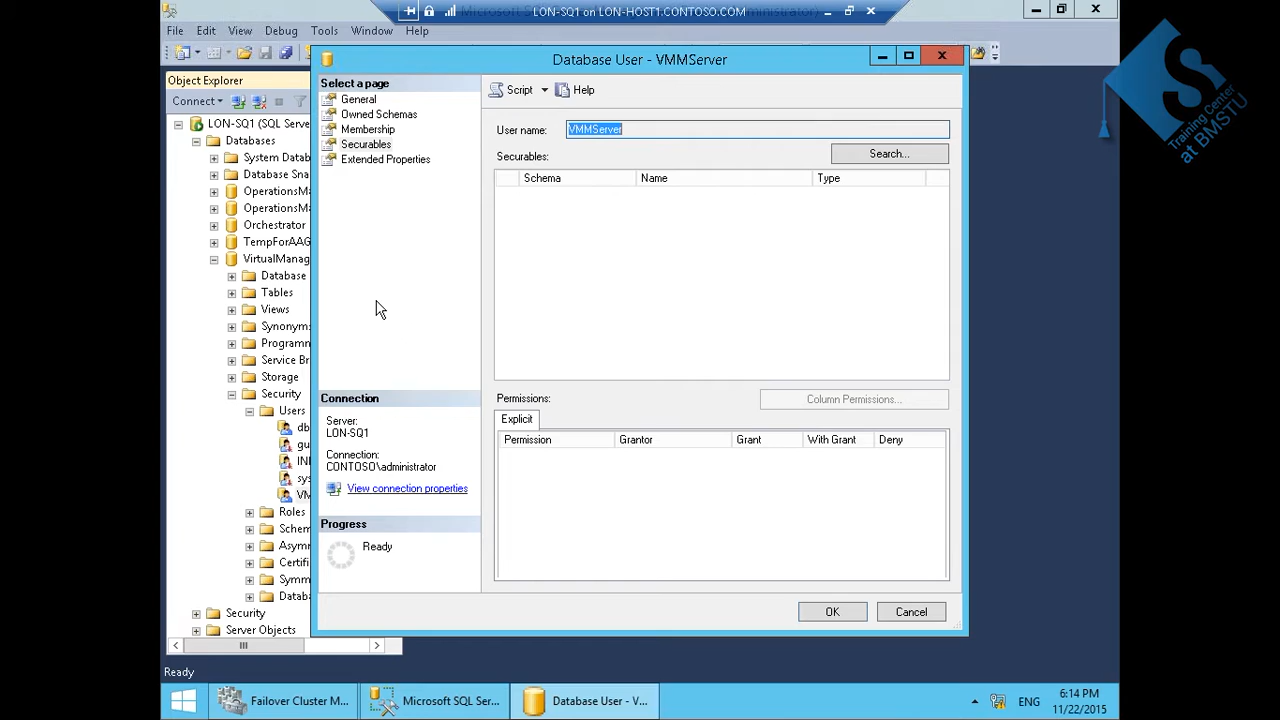 Microsoft SQL
LON-SQ1 on LON-HOST1.CONTOSO.COM
File Edit View Debug Tools Window Help
Object Explorer
Connect
LON-SQ1 (SQL Serve
Databases
System Datab
Database Sna
OperationsMa
OperationsMa
Orchestrator
TempForAAG
VirtualManag
Database
Tables
Views
Synonym:
Programn
Service Br
Storage
Security
Users
db
gu
IN
sys
VM
Roles
Schem
Asymr
Certifi
Symm
Datab
Security
Server Objects
Ready
Database User - VMMServer
Select a page
General
Owned Schemas
Membership
Securables
Extended Properties
Connection
Server:
LON-SQ1
Connection:
CONTOSO\administrator
View connection properties
Progress
Ready
Script Help
User name: VMMServer
Securables: Search...
Schema Name Type
Permissions: Column Permissions...
Explicit
Permission Grantor Grant With Grant Deny
OK Cancel
Failover Cluster M...
Microsoft SQL Ser...
Database User - V...
ENG
6:14 PM
11/22/2015
S
Training Center
at BMSTU